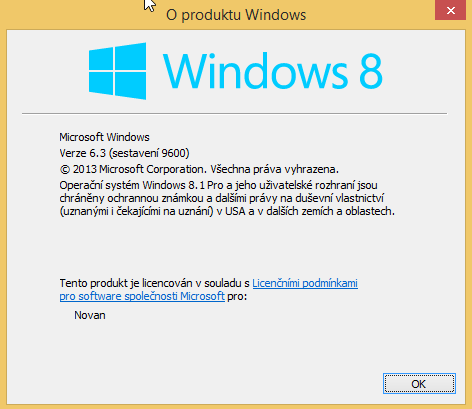 O produktu Windows
Windows 8
Microsoft Windows
Verze 6.3 (sestavení 9600)
© 2013 Microsoft Corporation. Všechna práva vyhrazena.
Operační systém Windows 8.1 Pro a jeho uživatelské rozhraní jsou
chráněny ochrannou známkou a dalšími právy na duševní vlastnictví
(uznanými i čekajícími na uznání) v USA a v dalších zemích a oblastech.
Tento produkt je licencován v souladu s Licenčními podmínkami
pro software společnosti Microsoft pro:
Novan
OK